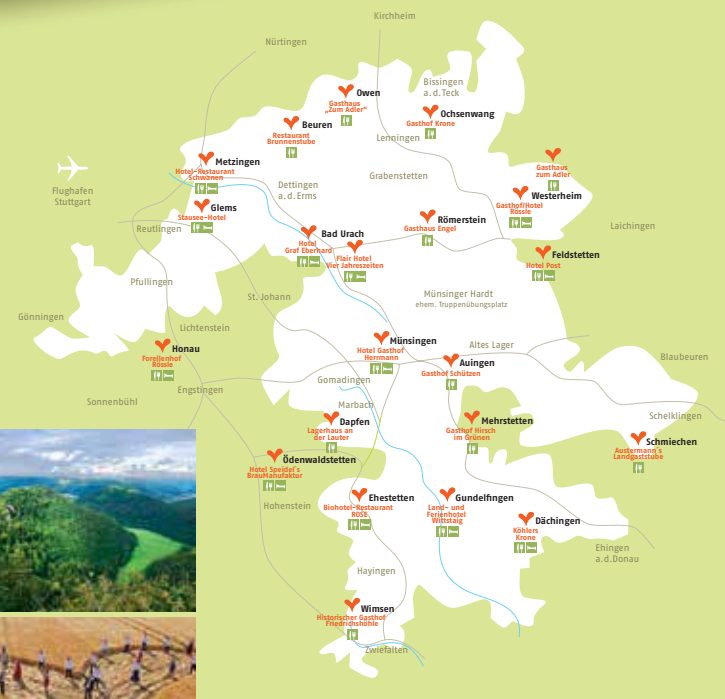 Kirchheim
Nürtingen
Bissingen
a.d.Teck
Owen
Gasthaus
„Zum Adler“
Ochsenwang
Gasthof Krone
Beuren
Restaurant
Brunnenstube
Lenningen
Metzingen
Hotel-Restaurant
Schwanen
Gasthaus
zum Adler
Grabenstetten
Flughafen
Stuttgart
Dettingen
a.d.Erms
Westerheim
Gasthof/Hotel
Rössle
Glems
Stausee-Hotel
Römerstein
Gasthaus Engel
Reutlingen
Laichingen
Bad Urach
Hotel
Graf Eberhard
Flair Hotel
Vier Jahreszeiten
Feldstetten
Hotel Post
Pfullingen
St. Johann
Münsinger Hardt
ehem. Truppenübungsplatz
Gönningen
Lichtenstein
Münsingen
Hotel Gasthof
Herrmann
Altes Lager
Honau
Forellenhof
Rössle
Auingen
Gasthof Schützen
Blaubeuren
Gomadingen
Engstingen
Sonnenbühl
Marbach
Schelklingen
Dapfen
Lagerhaus an
der Lauter
Mehrstetten
Gasthof Hirsch
im Grünen
Schmiechen
Austermann´s
Landgaststube
Ödenwaldstetten
Hotel Speidel´s
BrauManufaktur
Ehestetten
Biohotel-Restaurant
ROSE
Gundelfingen
Land- und
Ferienhotel
Wittstaig
Hohenstein
Dächingen
Köhlers
Krone
Ehingen
a.d.Donau
Hayingen
Wimsen
Historischer Gasthof
Friedrichshöhle
Zwiefalten